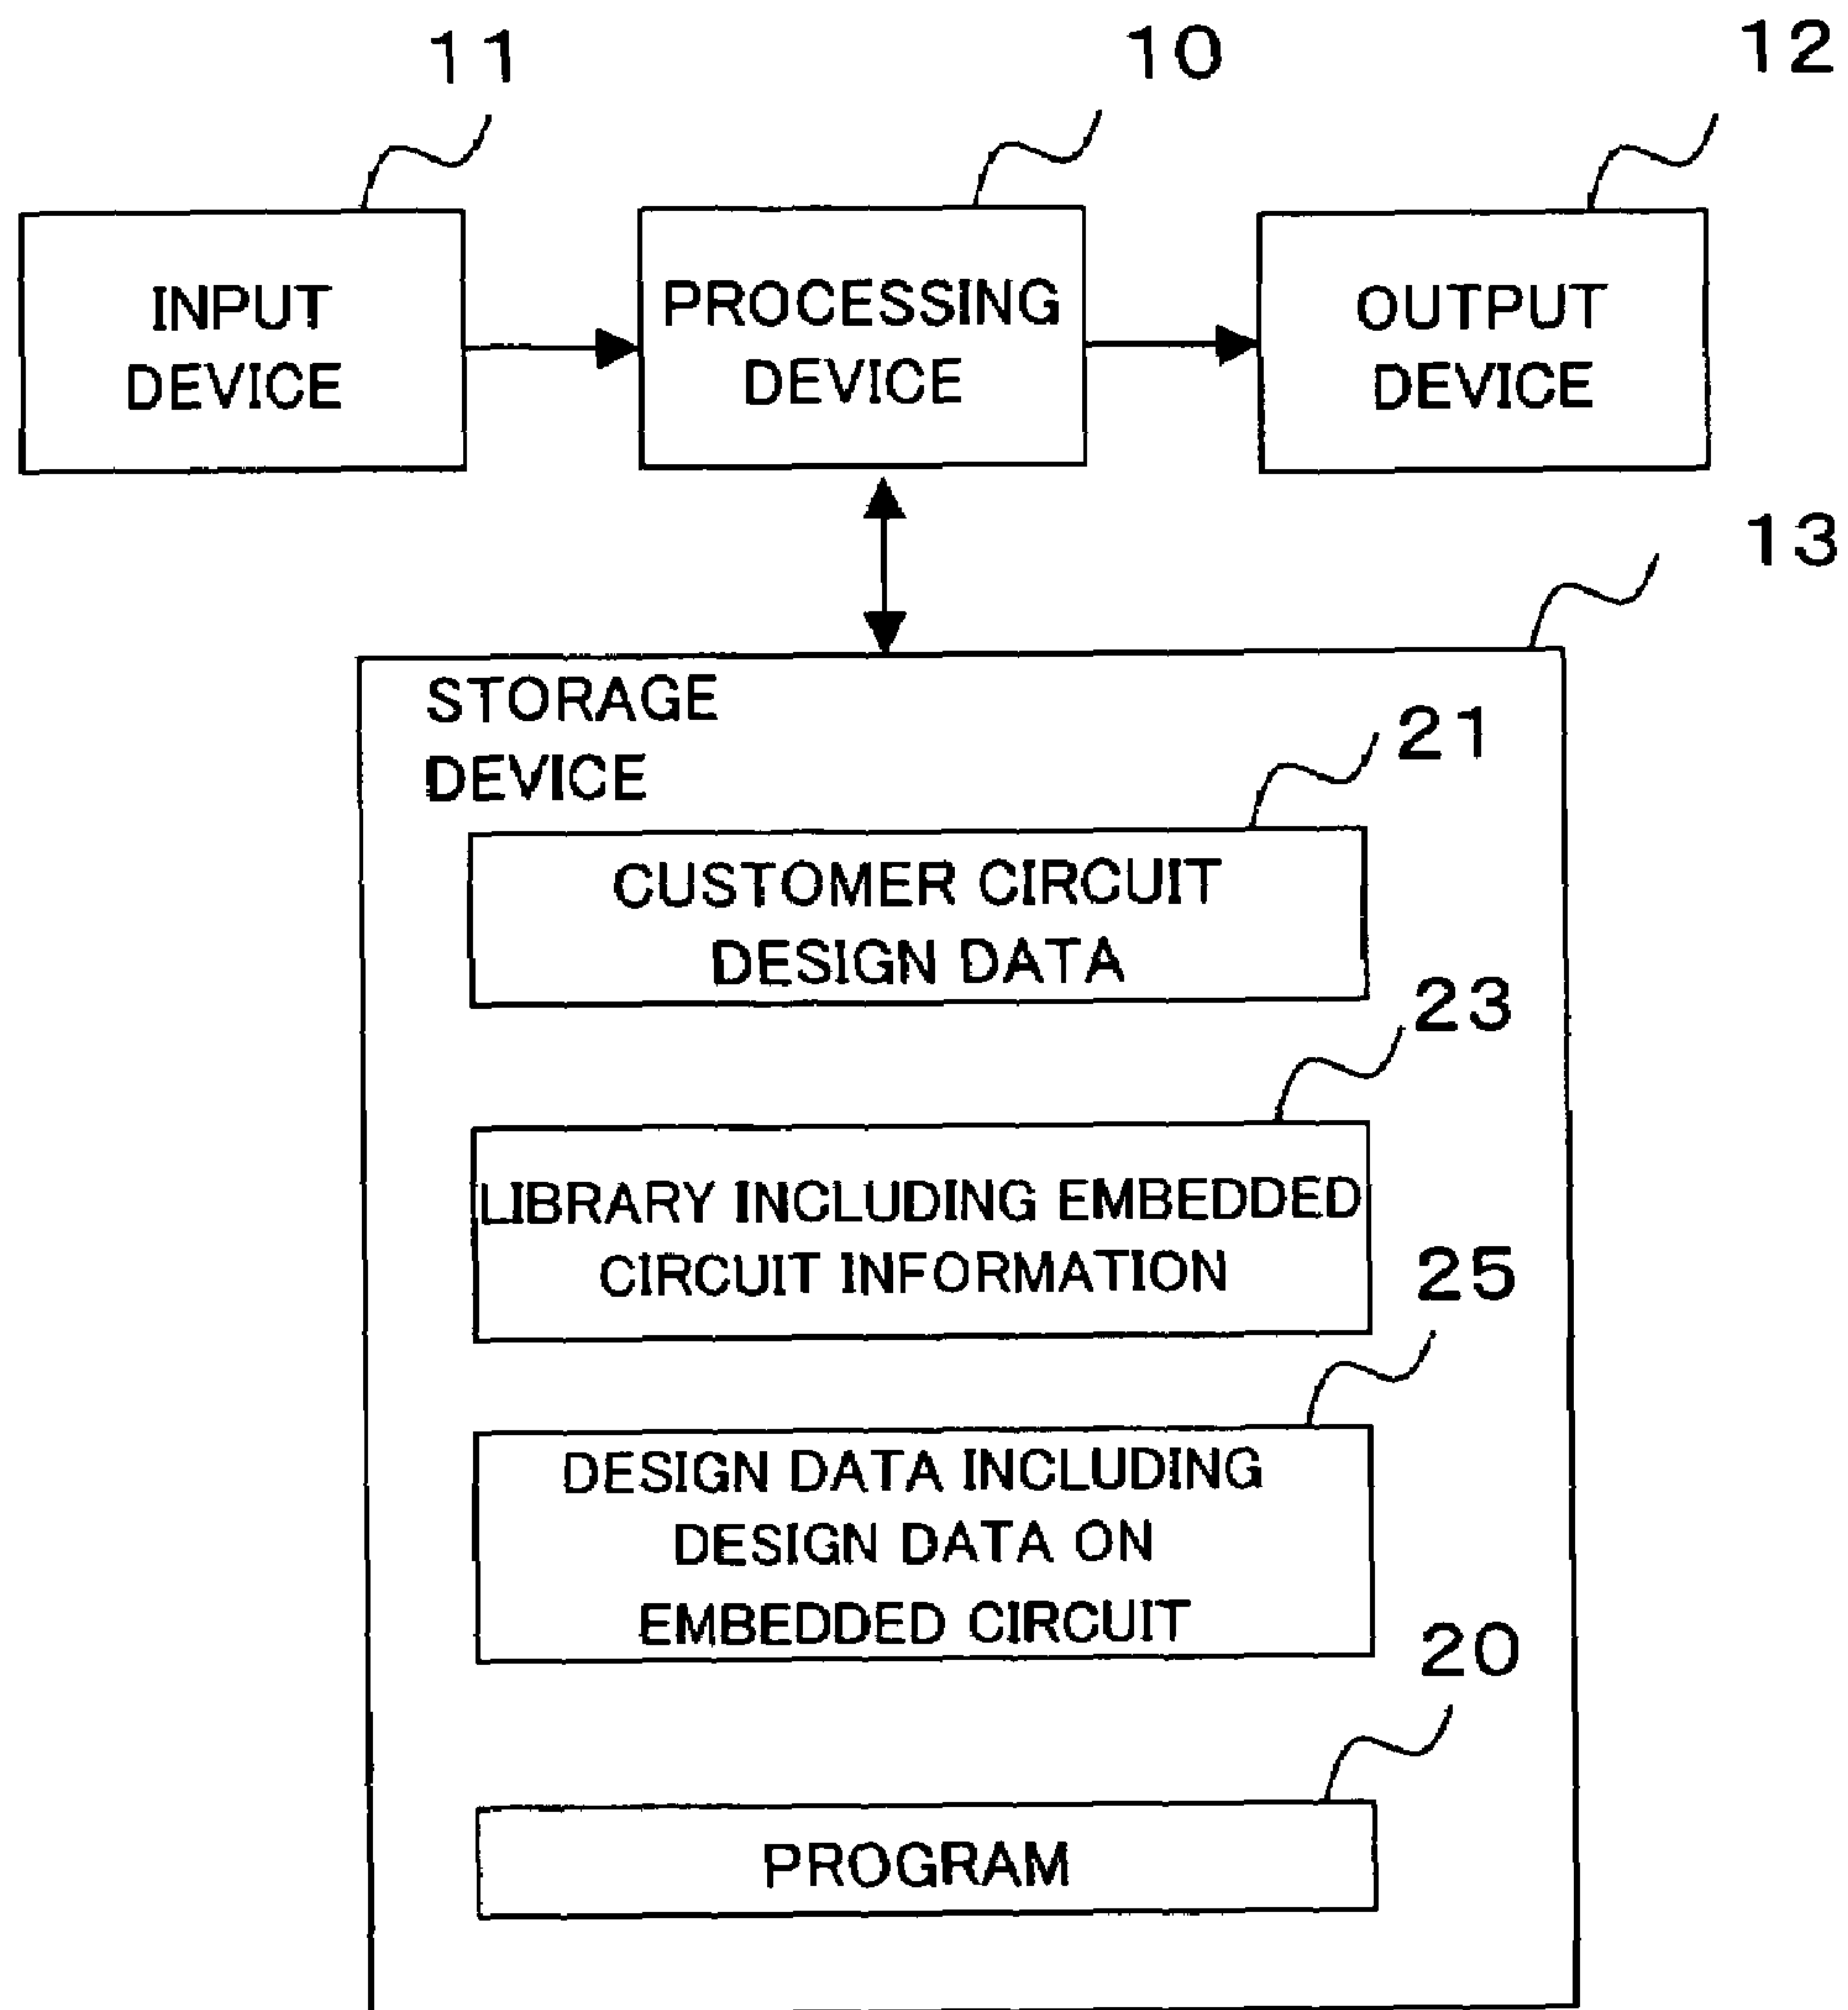 11
10
12
INPUT
DEVICE
PROCESSING
DEVICE
OUTPUT
DEVICE
13
STORAGE
DEVICE
21
CUSTOMER CIRCUIT
DESIGN DATA
23
LIBRARY INCLUDING EMBEDDED
CIRCUIT INFORMATION
25
DESIGN DATA INCLUDING
DESIGN DATA ON
EMBEDDED CIRCUIT
20
PROGRAM